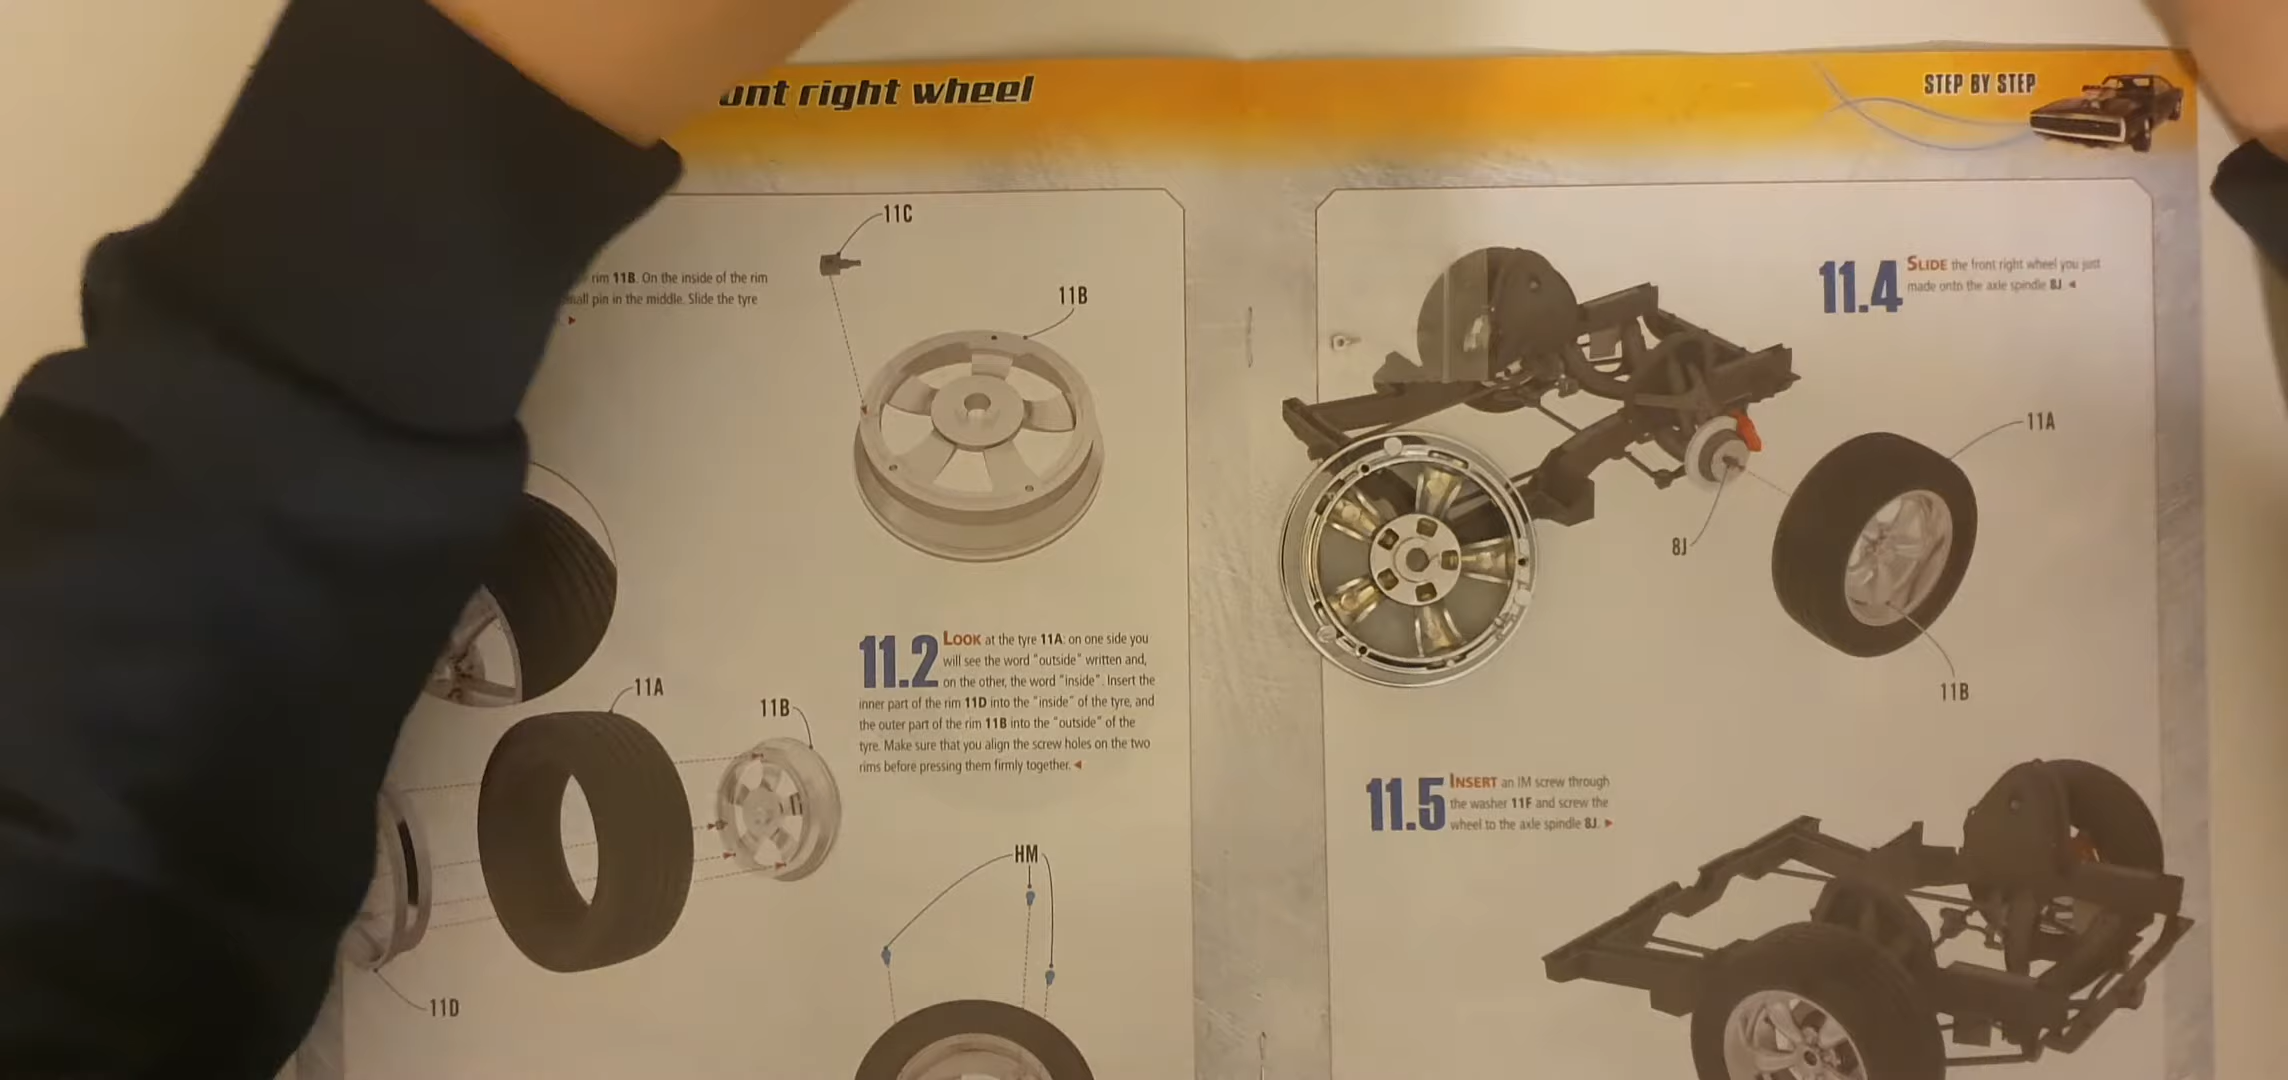 ont right wheel
STEP BY STEP
11C
rim 11B. On the inside of the rim
pin in the middle. Slide the tyre
11B
11A
11B
11D
11.2 LOOK at the tyre 11A: on one side you
will see the word "outside" written and,
on the other, the word "inside". Insert the
inner part of the rim 11D into the "inside" of the tyre, and
the outer part of the rim 11B into the "outside" of the
tyre. Make sure that you align the screw holes on the two
rims before pressing them firmly together.
HM
11.4 SLIDE the front right wheel you just
made onto the axle spindle 8J
11A
8J
11B
11.5 INSERT an IM screw through
the washer 11F and screw the
wheel to the axle spindle 8J.